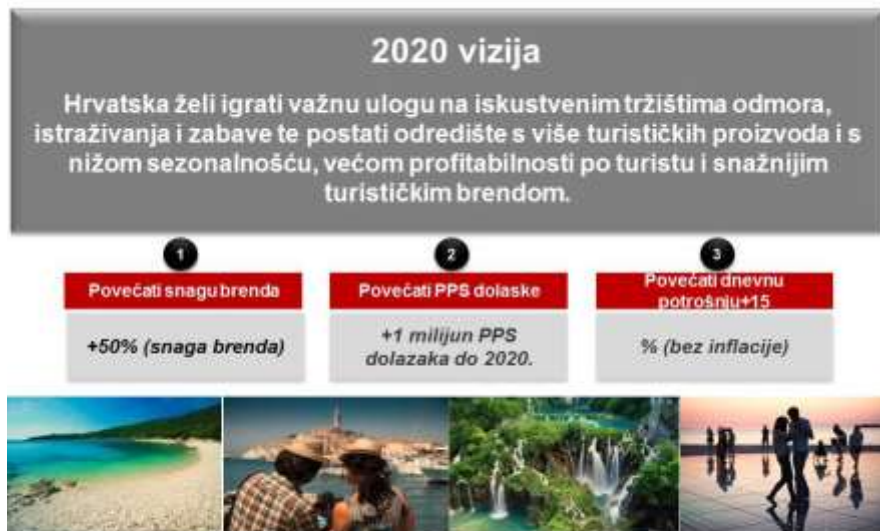 2020 vizija
Hrvatska želi igrati važnu ulogu na iskustvenim tržištima odmora,
istraživanja i zabave te postati odredište s više turističkih proizvoda i s
nižom sezonalnošću, većom profitabilnosti po turistu i snažnijim
turističkim brendom.
1
Povećati snagu brenda
+50% (snaga brenda)
2
Povećati PPS dolaske
+1 milijun PPS
dolazaka do 2020.
3
Povećati dnevnu
potrošnju+15
% (bez inflacije)